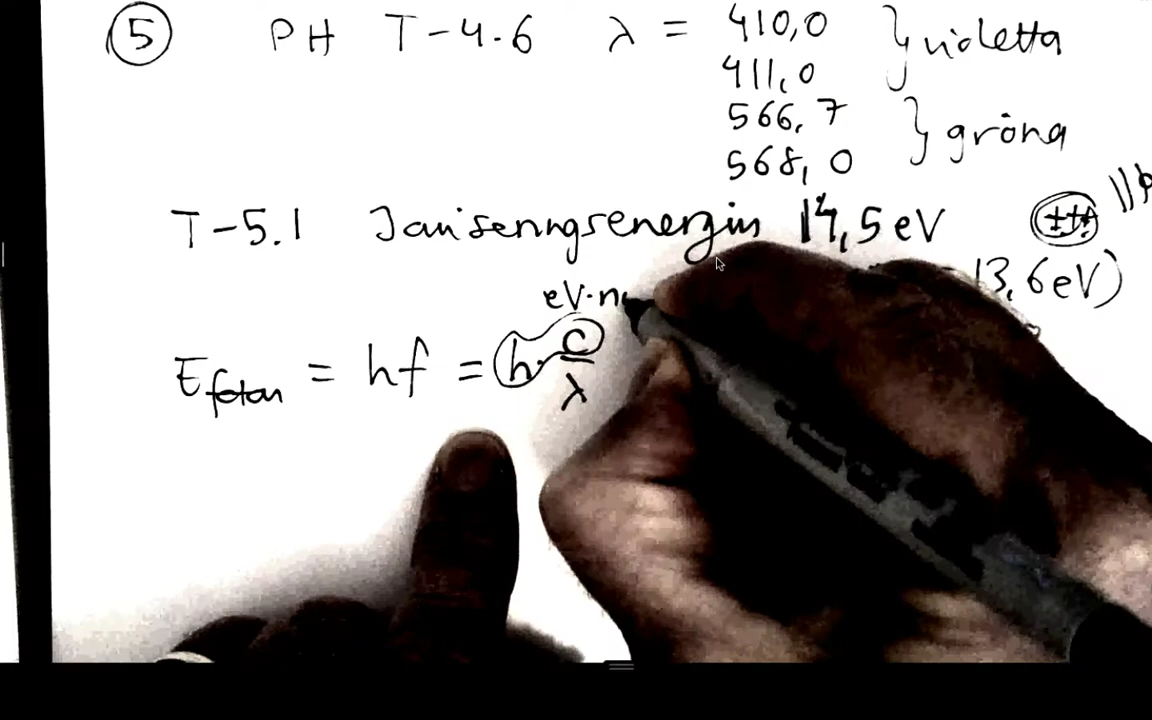 ⑤ PH T-4.6 λ = 410,0 } violetta
411,0
566,7 } gröna
568,0
T-5.1 Joniseringsenergin 14,5 eV
13,6 eV)
eV·n
E foton = hf = h · c / λ